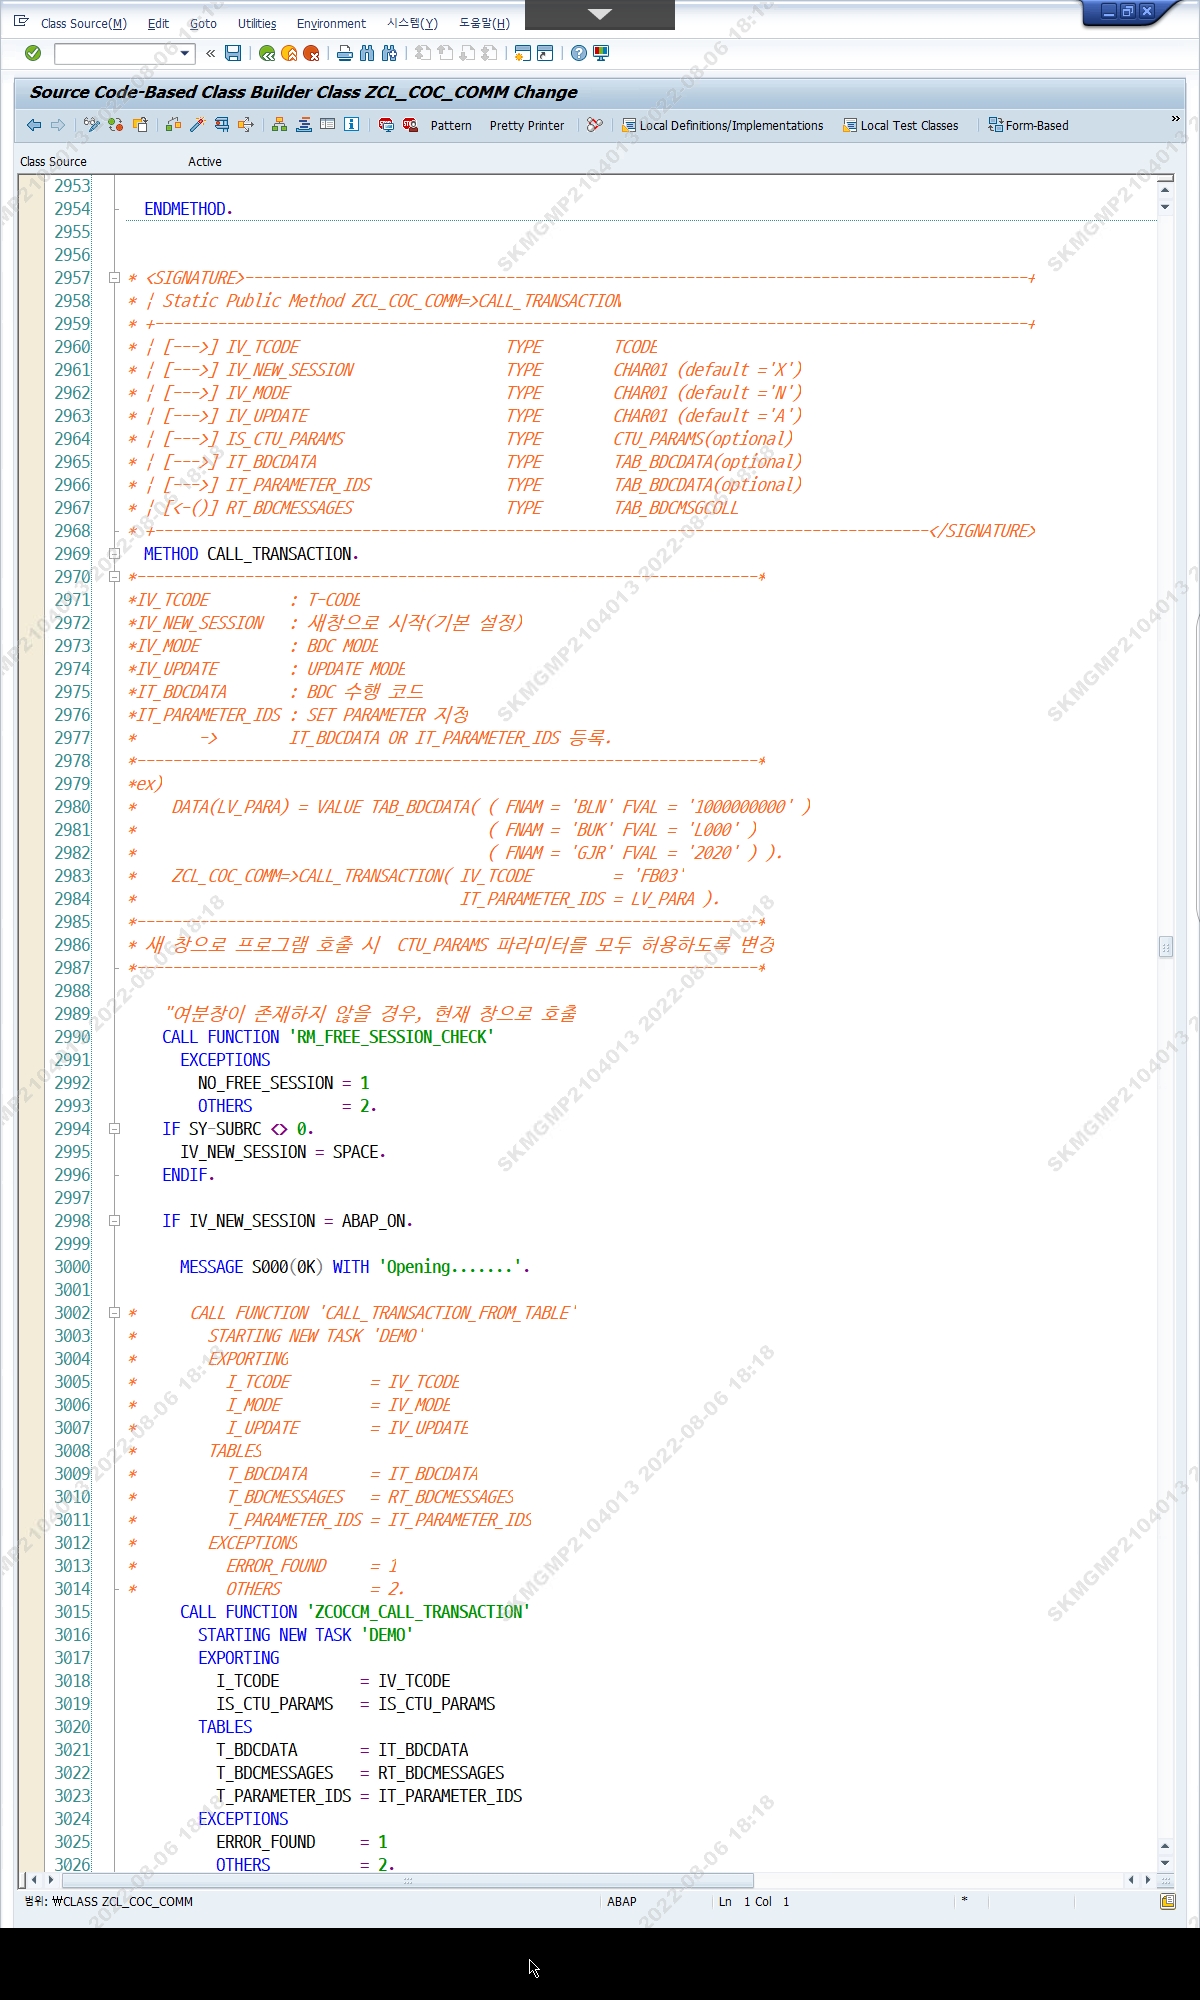 Class Source(M) Edit Goto Utilities Environment 시스템(Y) 도움말(H)
Source Code-Based Class Builder Class ZCL_COC_COMM Change
Pattern Pretty Printer Local Definitions/Implementations Local Test Classes Form-Based
Class Source Active
2953
2954 ENDMETHOD.
2955
2956
2957 * <SIGNATURE>---------------------------------------------------------------------------------------+
2958 * | Static Public Method ZCL_COC_COMM=>CALL_TRANSACTION
2959 * +-------------------------------------------------------------------------------------------------+
2960 * | [--->] IV_TCODE TYPE TCODE
2961 * | [--->] IV_NEW_SESSION TYPE CHAR01 (default ='X')
2962 * | [--->] IV_MODE TYPE CHAR01 (default ='N')
2963 * | [--->] IV_UPDATE TYPE CHAR01 (default ='A')
2964 * | [--->] IS_CTU_PARAMS TYPE CTU_PARAMS(optional)
2965 * | [--->] IT_BDCDATA TYPE TAB_BDCDATA(optional)
2966 * | [--->] IT_PARAMETER_IDS TYPE TAB_BDCDATA(optional)
2967 * | [<-()] RT_BDCMESSAGES TYPE TAB_BDCMSGCOLL
2968 * +--------------------------------------------------------------------------------------</SIGNATURE>
2969 METHOD CALL_TRANSACTION.
2970 *---------------------------------------------------------------------*
2971 *IV_TCODE : T-CODE
2972 *IV_NEW_SESSION : 새창으로 시작(기본 설정)
2973 *IV_MODE : BDC MODE
2974 *IV_UPDATE : UPDATE MODE
2975 *IT_BDCDATA : BDC 수행 코드
2976 *IT_PARAMETER_IDS : SET PARAMETER 지정
2977 * -> IT_BDCDATA OR IT_PARAMETER_IDS 등록.
2978 *---------------------------------------------------------------------*
2979 *ex)
2980 * DATA(LV_PARA) = VALUE TAB_BDCDATA( ( FNAM = 'BLN' FVAL = '1000000000' )
2981 * ( FNAM = 'BUK' FVAL = 'L000' )
2982 * ( FNAM = 'GJR' FVAL = '2020' ) ).
2983 * ZCL_COC_COMM=>CALL_TRANSACTION( IV_TCODE = 'FB03'
2984 * IT_PARAMETER_IDS = LV_PARA ).
2985 *---------------------------------------------------------------------*
2986 * 새 창으로 프로그램 호출 시 CTU_PARAMS 파라미터를 모두 허용하도록 변경
2987 *---------------------------------------------------------------------*
2988
2989 "여분창이 존재하지 않을 경우, 현재 창으로 호출
2990 CALL FUNCTION 'RM_FREE_SESSION_CHECK'
2991 EXCEPTIONS
2992 NO_FREE_SESSION = 1
2993 OTHERS = 2.
2994 IF SY-SUBRC <> 0.
2995 IV_NEW_SESSION = SPACE.
2996 ENDIF.
2997
2998 IF IV_NEW_SESSION = ABAP_ON.
2999
3000 MESSAGE S000(0K) WITH 'Opening.......'.
3001
3002 * CALL FUNCTION 'CALL_TRANSACTION_FROM_TABLE'
3003 * STARTING NEW TASK 'DEMO'
3004 * EXPORTING
3005 * I_TCODE = IV_TCODE
3006 * I_MODE = IV_MODE
3007 * I_UPDATE = IV_UPDATE
3008 * TABLES
3009 * T_BDCDATA = IT_BDCDATA
3010 * T_BDCMESSAGES = RT_BDCMESSAGES
3011 * T_PARAMETER_IDS = IT_PARAMETER_IDS
3012 * EXCEPTIONS
3013 * ERROR_FOUND = 1
3014 * OTHERS = 2.
3015 CALL FUNCTION 'ZCOCCM_CALL_TRANSACTION'
3016 STARTING NEW TASK 'DEMO'
3017 EXPORTING
3018 I_TCODE = IV_TCODE
3019 IS_CTU_PARAMS = IS_CTU_PARAMS
3020 TABLES
3021 T_BDCDATA = IT_BDCDATA
3022 T_BDCMESSAGES = RT_BDCMESSAGES
3023 T_PARAMETER_IDS = IT_PARAMETER_IDS
3024 EXCEPTIONS
3025 ERROR_FOUND = 1
3026 OTHERS = 2.
범위: ₩CLASS ZCL_COC_COMM ABAP Ln 1 Col 1 *
SKMGMP2104013 2022-08-06 18:18